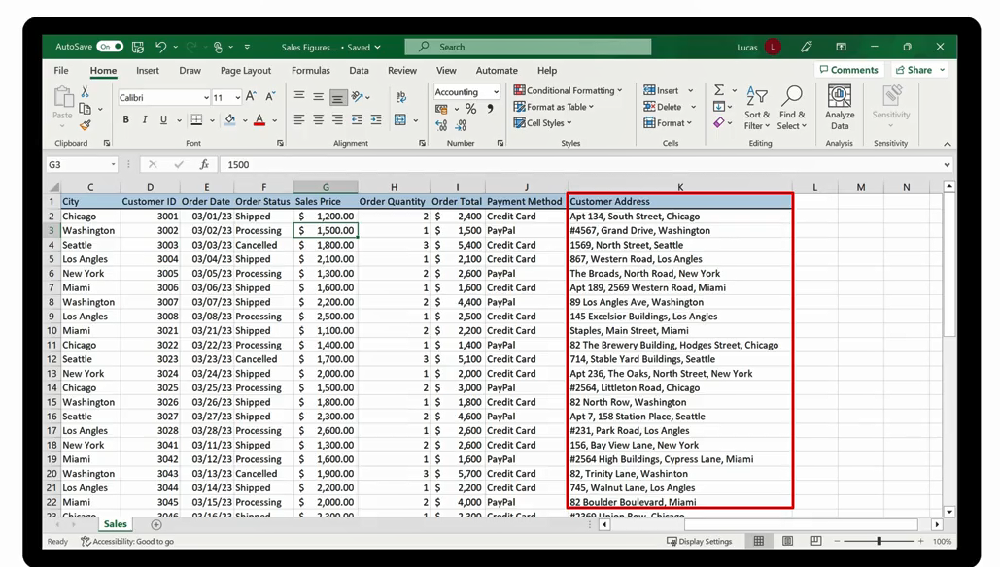 AutoSave On Sales Figures... • Saved Search Lucas L
File Home Insert Draw Page Layout Formulas Data Review View Automate Help Comments Share
Paste Calibri 11 Accounting Conditional Formatting Insert Sort & Filter Find & Select Analyze Data Sensitivity
B I U $ % , Format as Table Delete
Cell Styles Format
Clipboard Font Alignment Number Styles Cells Editing Analysis Sensitivity
G3 fx 1500
C D E F G H I J K L M N
1 City Customer ID Order Date Order Status Sales Price Order Quantity Order Total Payment Method Customer Address
2 Chicago 3001 03/01/23 Shipped $ 1,200.00 2 $ 2,400 Credit Card Apt 134, South Street, Chicago
3 Washington 3002 03/02/23 Processing $ 1,500.00 1 $ 1,500 PayPal #4567, Grand Drive, Washington
4 Seattle 3003 03/03/23 Cancelled $ 1,800.00 3 $ 5,400 Credit Card 1569, North Street, Seattle
5 Los Angles 3004 03/04/23 Shipped $ 2,100.00 1 $ 2,100 Credit Card 867, Western Road, Los Angles
6 New York 3005 03/05/23 Processing $ 1,300.00 2 $ 2,600 PayPal The Broads, North Road, New York
7 Miami 3006 03/06/23 Shipped $ 1,600.00 1 $ 1,600 Credit Card Apt 189, 2569 Western Road, Miami
8 Washington 3007 03/07/23 Shipped $ 2,200.00 2 $ 4,400 PayPal 89 Los Angles Ave, Washington
9 Los Angles 3008 03/08/23 Processing $ 2,500.00 1 $ 2,500 Credit Card 145 Excelsior Buildings, Los Angles
10 Miami 3021 03/21/23 Shipped $ 1,100.00 2 $ 2,200 Credit Card Staples, Main Street, Miami
11 Chicago 3022 03/22/23 Processing $ 1,400.00 1 $ 1,400 PayPal 82 The Brewery Building, Hodges Street, Chicago
12 Seattle 3023 03/23/23 Cancelled $ 1,700.00 3 $ 5,100 Credit Card 714, Stable Yard Buildings, Seattle
13 New York 3024 03/24/23 Shipped $ 2,000.00 1 $ 2,000 Credit Card Apt 236, The Oaks, North Street, New York
14 Chicago 3025 03/25/23 Processing $ 1,500.00 2 $ 3,000 PayPal #2564, Littleton Road, Chicago
15 Washington 3026 03/26/23 Shipped $ 1,800.00 1 $ 1,800 Credit Card 82 North Row, Washington
16 Seattle 3027 03/27/23 Shipped $ 2,300.00 2 $ 4,600 PayPal Apt 7, 158 Station Place, Seattle
17 Los Angles 3028 03/28/23 Processing $ 2,600.00 1 $ 2,600 Credit Card #231, Park Road, Los Angles
18 New York 3041 03/11/23 Shipped $ 1,300.00 2 $ 2,600 Credit Card 156, Bay View Lane, New York
19 Miami 3042 03/12/23 Processing $ 1,600.00 1 $ 1,600 PayPal #2564 High Buildings, Cypress Lane, Miami
20 Washington 3043 03/13/23 Cancelled $ 1,900.00 3 $ 5,700 Credit Card 82, Trinity Lane, Washinton
21 Los Angles 3044 03/14/23 Shipped $ 2,200.00 1 $ 2,200 Credit Card 745, Walnut Lane, Los Angles
22 Miami 3045 03/15/23 Processing $ 2,000.00 2 $ 4,000 PayPal 82 Boulder Boulevard, Miami
Sales
Ready Accessibility: Good to go Display Settings 100%